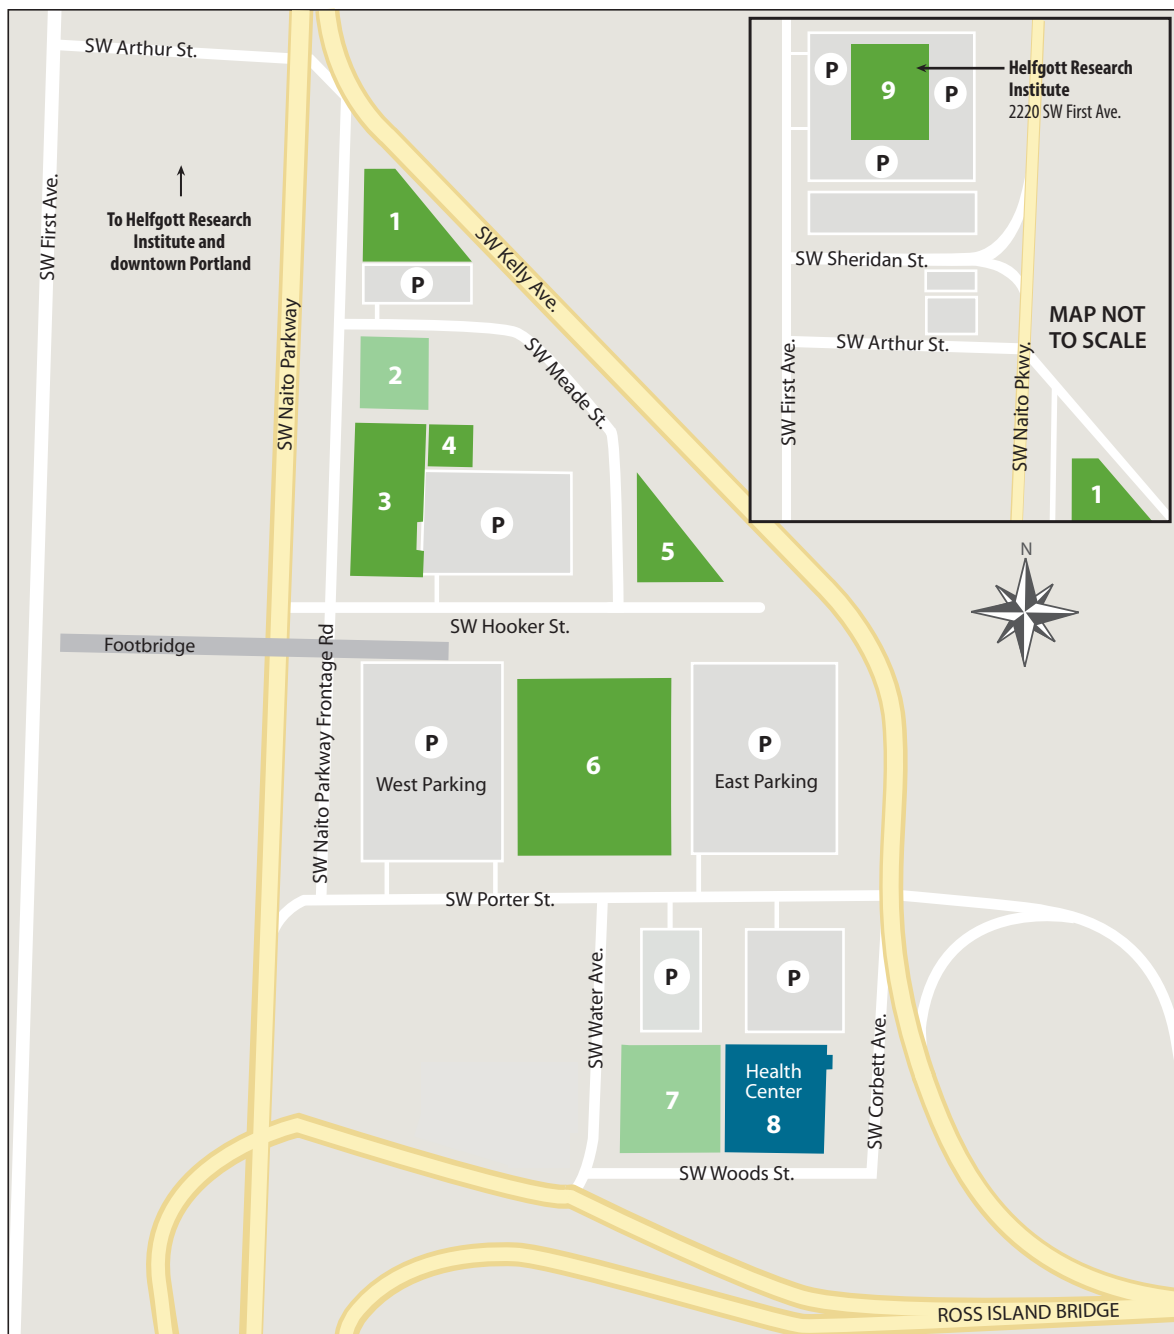 SW Arthur St.
SW First Ave.
To Helfgott Research
Institute and
downtown Portland
SW Naito Parkway
1
P
SW Kelly Ave.
SW Meade St.
2
3
4
P
5
SW Hooker St.
Footbridge
SW Naito Parkway Frontage Rd
P
West Parking
6
P
East Parking
SW Porter St.
SW Water Ave.
P
P
SW Corbett Ave.
7
Health
Center
8
SW Woods St.
ROSS ISLAND BRIDGE
P
9
P
P
Helfgott Research
Institute
2220 SW First Ave.
SW Sheridan St.
MAP NOT
TO SCALE
SW Arthur St.
SW First Ave.
SW Naito Pkwy.
1
N